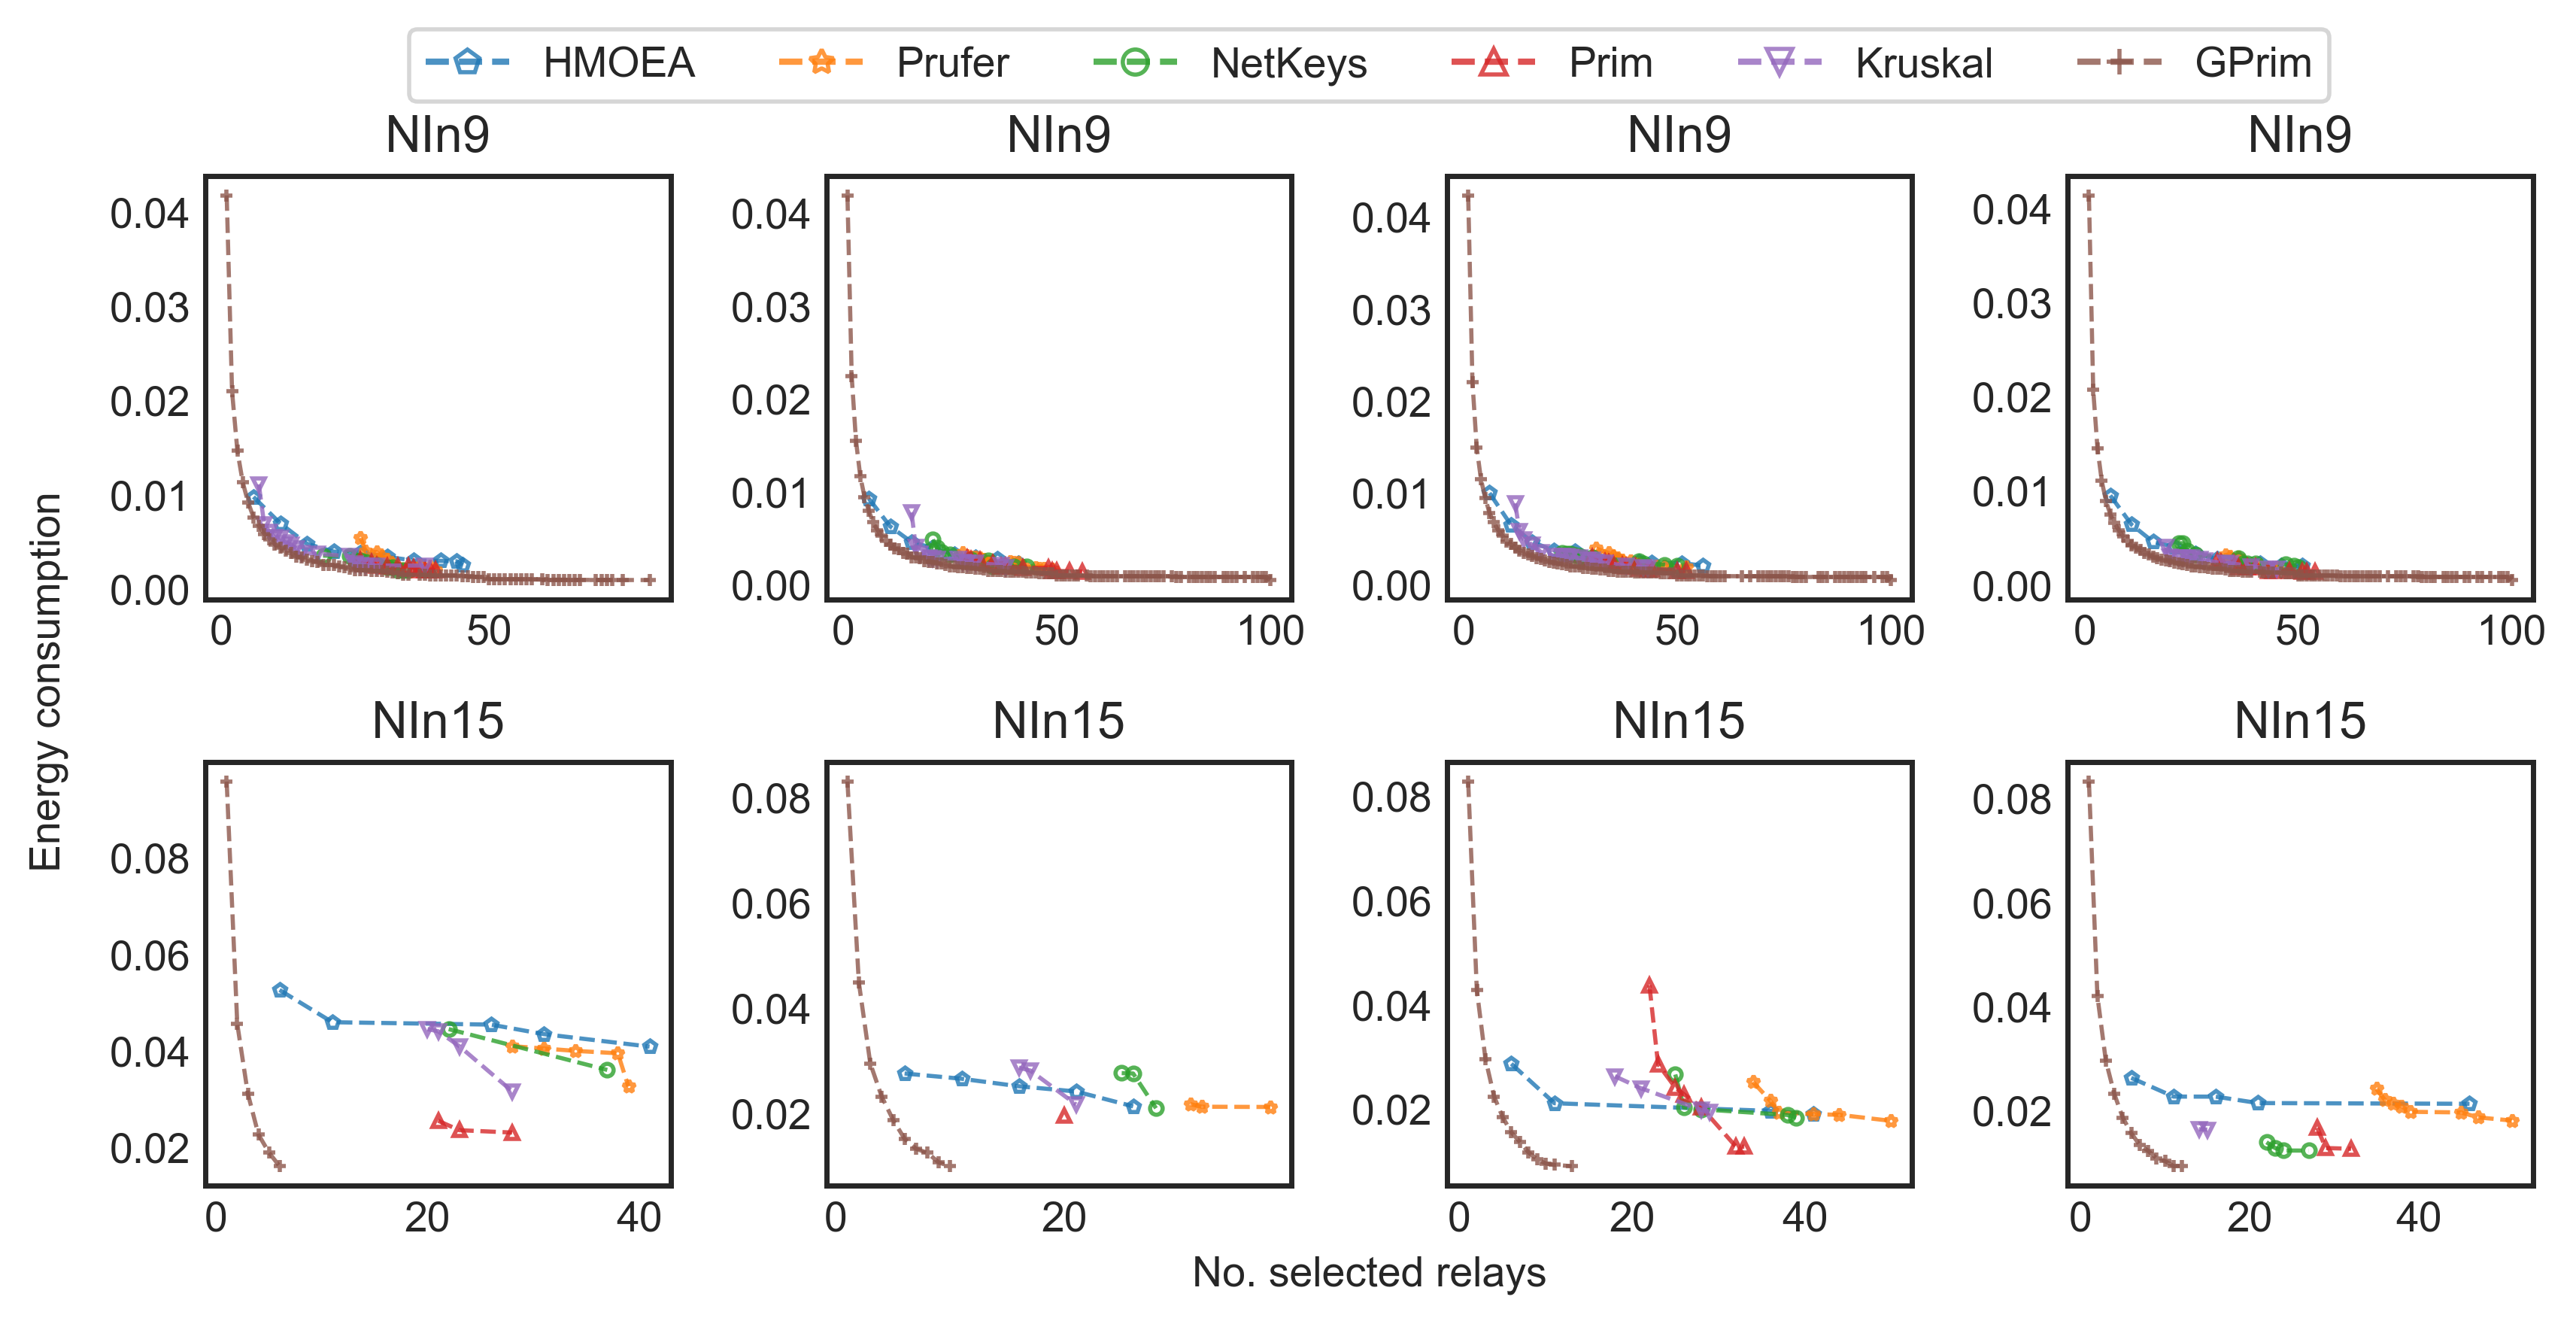 HMOEA Prufer NetKeys Prim Kruskal GPrim
NIn9 NIn9 NIn9 NIn9
0.04 0.04 0.04 0.04
0.03 0.03 0.03 0.03
0.02 0.02 0.02 0.02
0.01 0.01 0.01 0.01
0.00 0.00 0.00 0.00
0 50 0 50 100 0 50 100 0 50 100
Energy consumption
NIn15 NIn15 NIn15 NIn15
0.08 0.08 0.08 0.08
0.06 0.06 0.06 0.06
0.04 0.04 0.04 0.04
0.02 0.02 0.02 0.02
0 20 40 0 20 0 20 40 0 20 40
No. selected relays